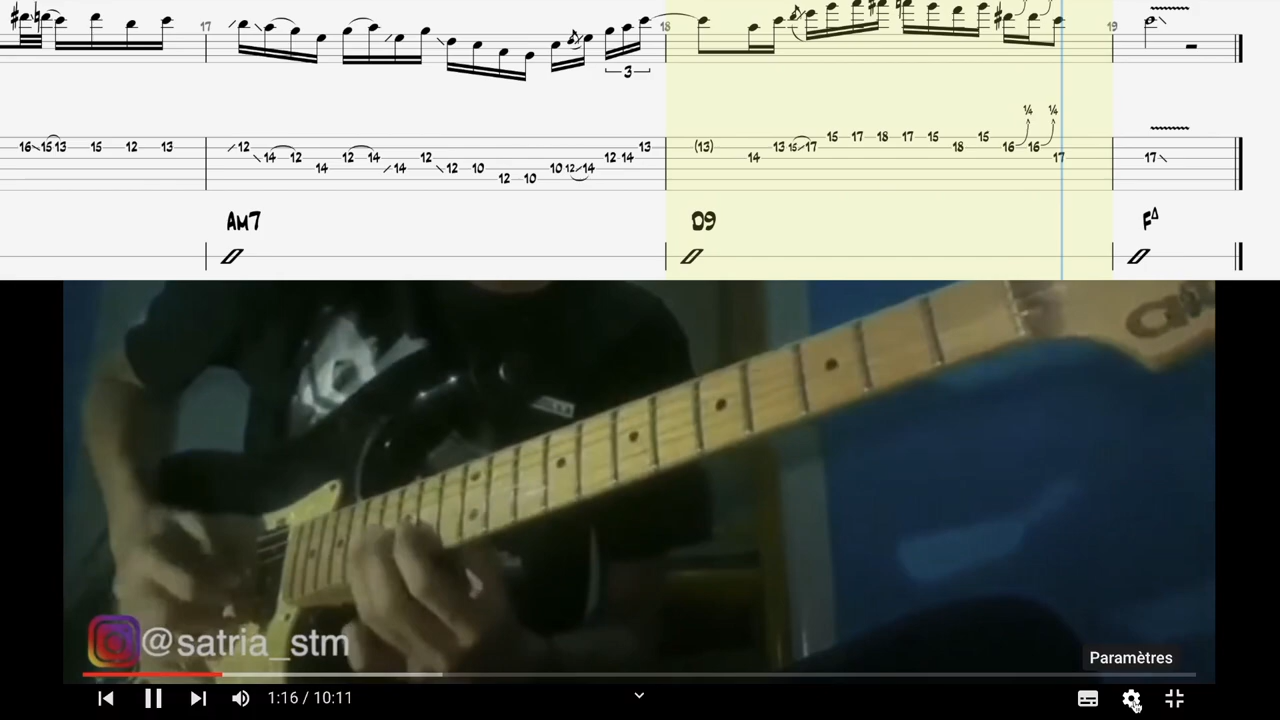 17
18
19
3
¼ ¼
16 15 13 15 12 13 12 14 12 14 12 14 14 12 12 10 12 10 10 12 14 12 14 13 (13) 14 13 15 17 15 17 18 17 15 18 15 16 16 17 17
AM7 D9 F△
@satria_stm
Paramètres
1:16 / 10:11